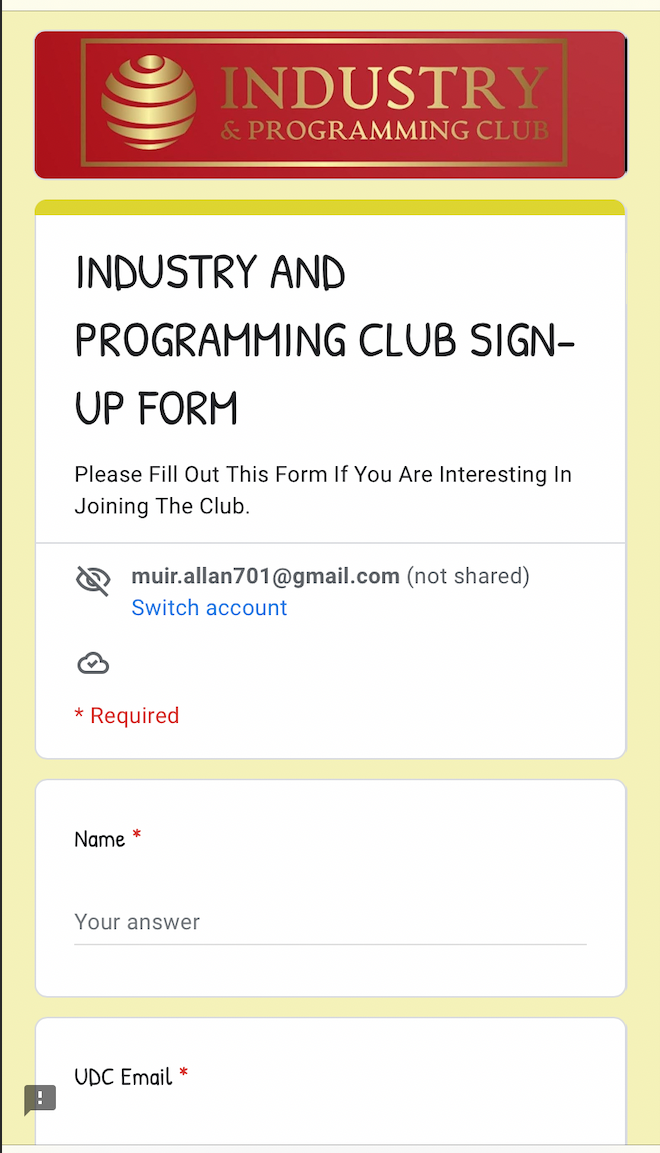 INDUSTRY
& PROGRAMMING CLUB
INDUSTRY AND
PROGRAMMING CLUB SIGN-
UP FORM
Please Fill Out This Form If You Are Interesting In
Joining The Club.
muir.allan701@gmail.com (not shared)
Switch account
* Required
Name *
Your answer
UDC Email *